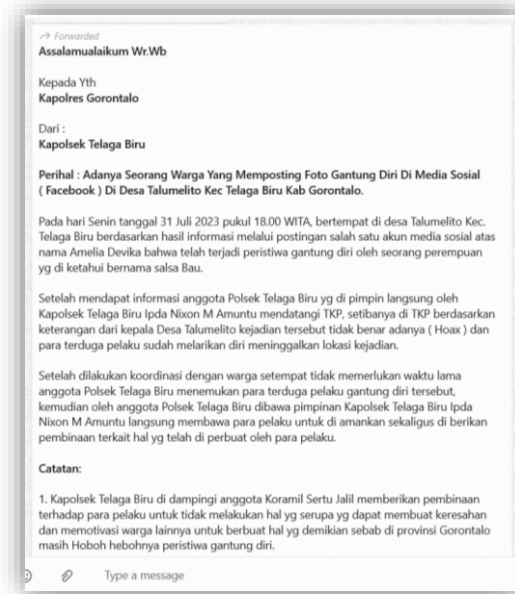 Forwarded
Assalamualaikum Wr.Wb
Kepada Yth
Kapolres Gorontalo
Dari :
Kapolsek Telaga Biru
Perihal : Adanya Seorang Warga Yang Memposting Foto Gantung Diri Di Media Sosial
( Facebook ) Di Desa Talumelito Kec Telaga Biru Kab Gorontalo.
Pada hari Senin tanggal 31 Juli 2023 pukul 18.00 WITA, bertempat di desa Talumelito Kec.
Telaga Biru berdasarkan hasil informasi melalui postingan salah satu akun media sosial atas
nama Amelia Devika bahwa telah terjadi peristiwa gantung diri oleh seorang perempuan
yg di ketahui bernama salsa Bau.
Setelah mendapat informasi anggota Polsek Telaga Biru yg di pimpin langsung oleh
Kapolsek Telaga Biru Ipda Nixon M Amuntu mendatangi TKP, setibanya di TKP berdasarkan
keterangan dari kepala Desa Talumelito kejadian tersebut tidak benar adanya ( Hoax ) dan
para terduga pelaku sudah melarikan diri meninggalkan lokasi kejadian.
Setelah dilakukan koordinasi dengan warga setempat tidak memerlukan waktu lama
anggota Polsek Telaga Biru menemukan para terduga pelaku gantung diri tersebut,
kemudian oleh anggota Polsek Telaga Biru dibawa pimpinan Kapolsek Telaga Biru Ipda
Nixon M Amuntu langsung membawa para pelaku untuk di amankan sekaligus di berikan
pembinaan terkait hal yg telah di perbuat oleh para pelaku.
Catatan:
1. Kapolsek Telaga Biru di dampingi anggota Koramil Sertu Jalil memberikan pembinaan
terhadap para pelaku untuk tidak melakukan hal yg serupa yg dapat membuat keresahan
dan memotivasi warga lainnya untuk berbuat hal yg demikian sebab di provinsi Gorontalo
masih Hoboh hebohnya peristiwa gantung diri.
Type a message